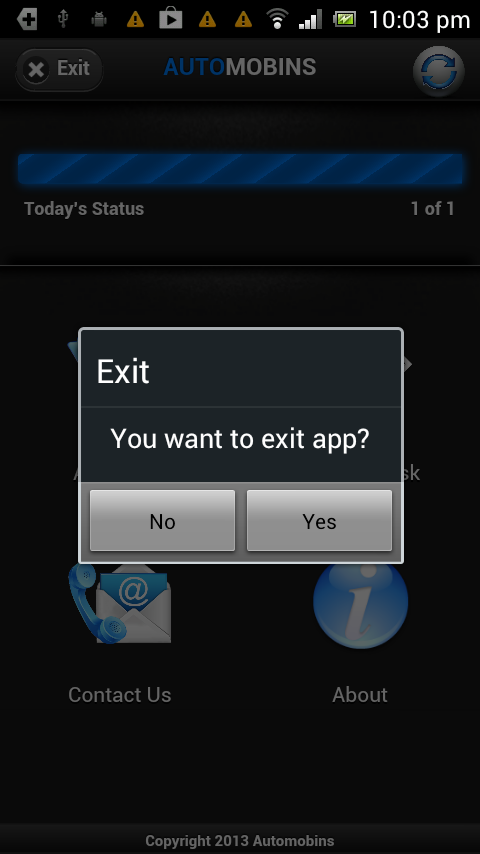 10:03 pm
Exit
AUTOMOBINS
Today's Status
1 of 1
Exit
You want to exit app?
No
Yes
@
Contact Us
About
Copyright 2013 Automobins